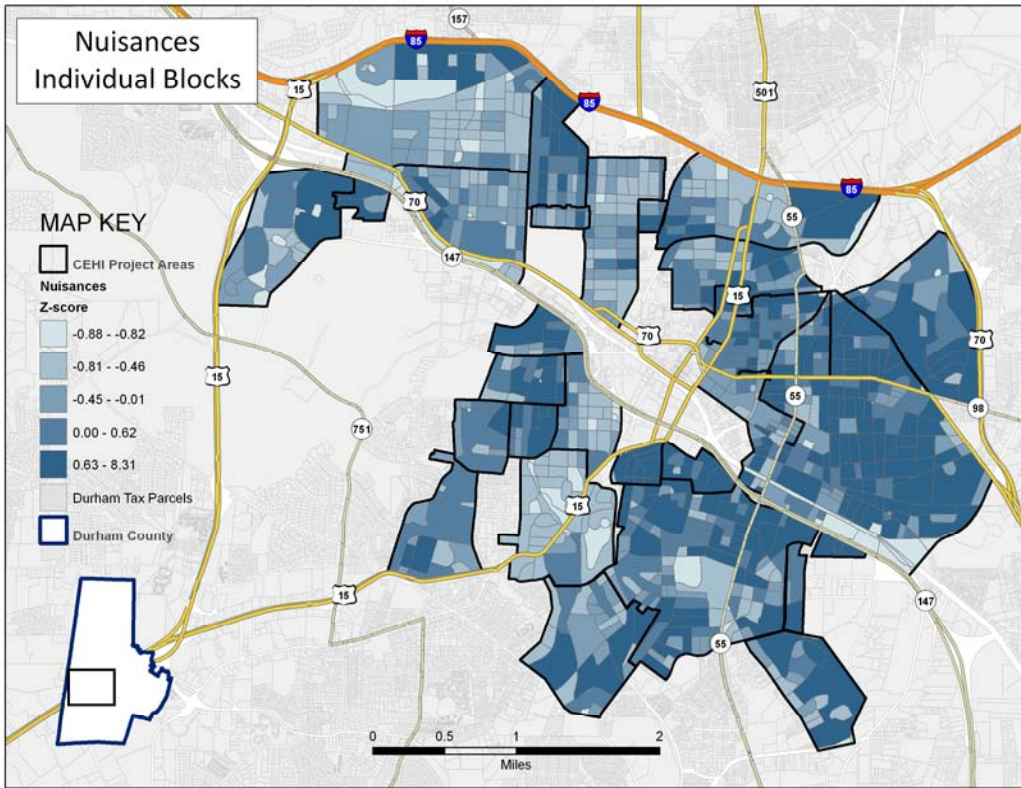 Nuisances
Individual Blocks
157
85
15
501
85
85
70
55
147
MAP KEY
CEHI Project Areas
Nuisances
Z-score
-0.88 - -0.82
-0.81 - -0.46
-0.45 - -0.01
0.00 - 0.62
0.63 - 8.31
Durham Tax Parcels
Durham County
15
70
70
15
55
98
751
15
15
147
55
0 0.5 1 2
Miles